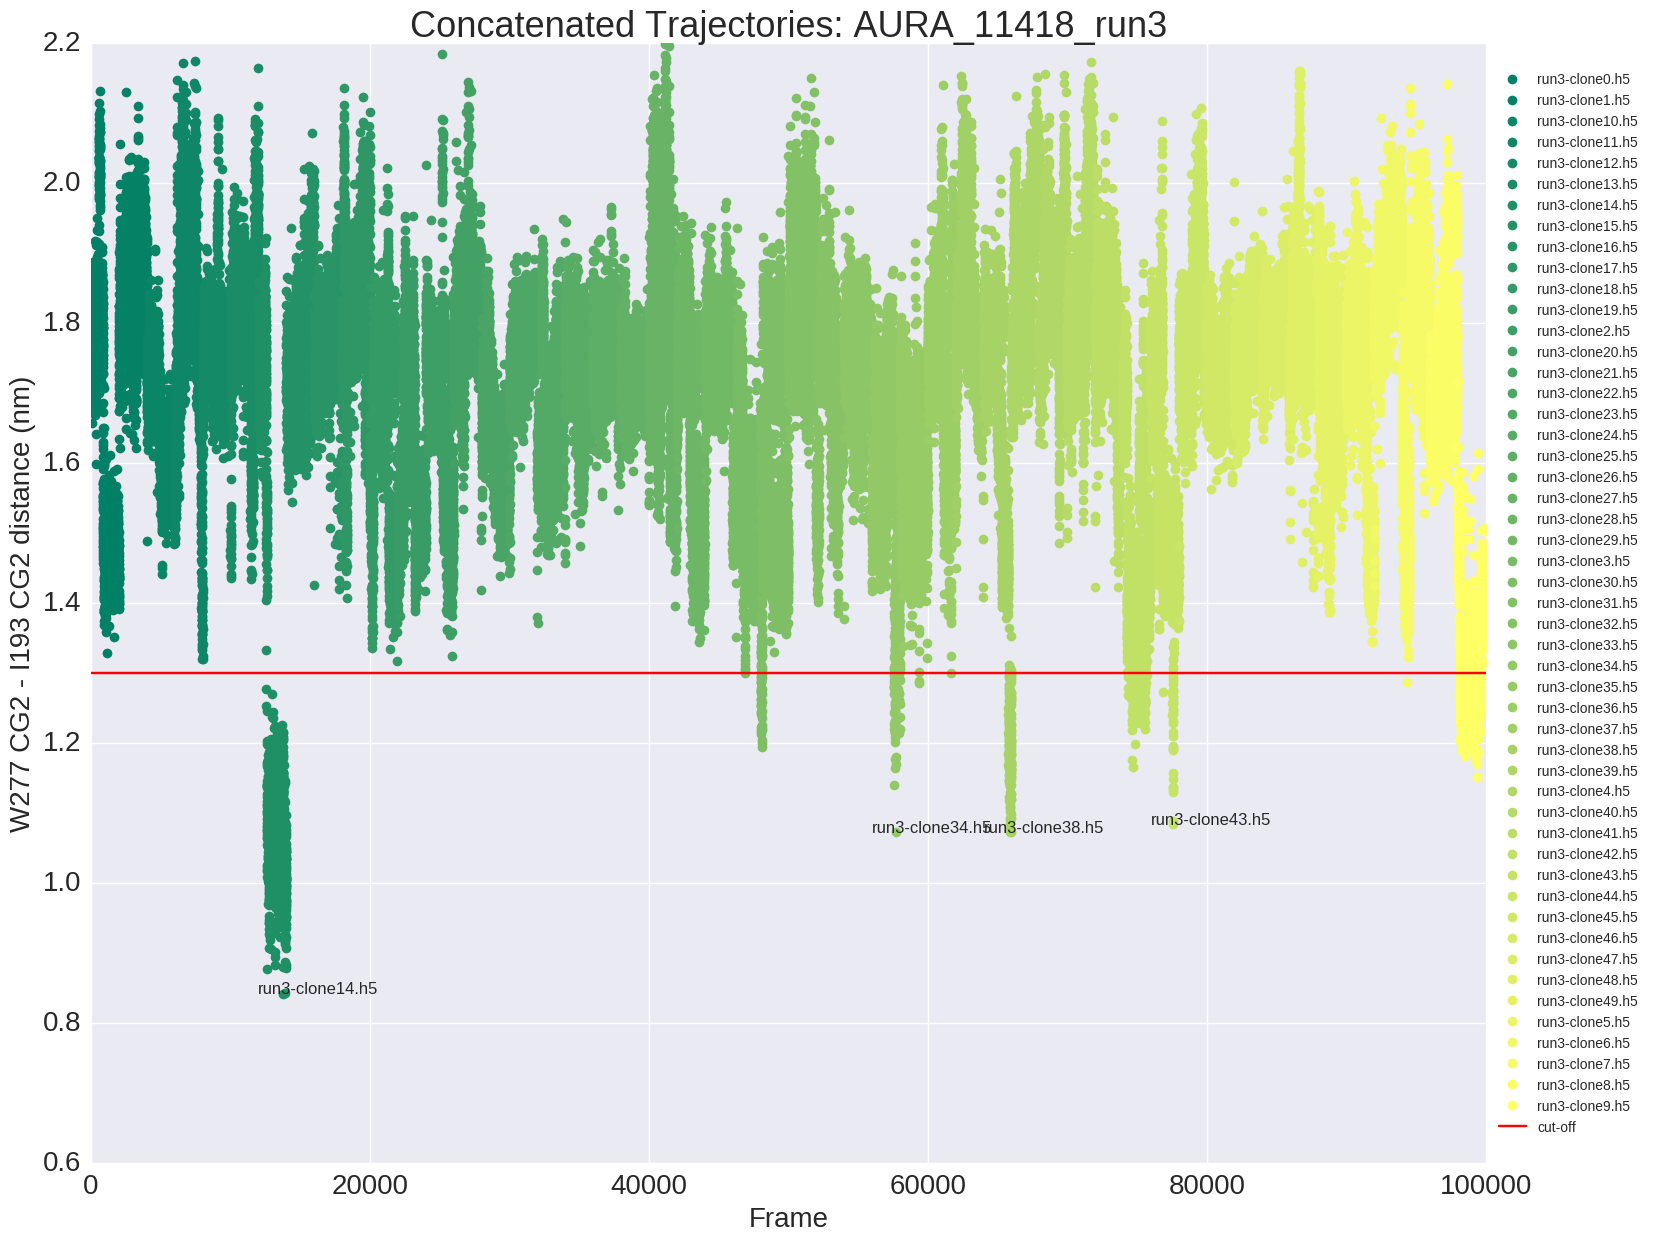 Concatenated Trajectories: AURA_11418_run3
W277 CG2 - I193 CG2 distance (nm)
2.2
2.0
1.8
1.6
1.4
1.2
1.0
0.8
0.6
run3-clone14.h5
run3-clone34.h5
run3-clone38.h5
run3-clone43.h5
0
20000
40000
60000
80000
100000
Frame
run3-clone0.h5
run3-clone1.h5
run3-clone10.h5
run3-clone11.h5
run3-clone12.h5
run3-clone13.h5
run3-clone14.h5
run3-clone15.h5
run3-clone16.h5
run3-clone17.h5
run3-clone18.h5
run3-clone19.h5
run3-clone2.h5
run3-clone20.h5
run3-clone21.h5
run3-clone22.h5
run3-clone23.h5
run3-clone24.h5
run3-clone25.h5
run3-clone26.h5
run3-clone27.h5
run3-clone28.h5
run3-clone29.h5
run3-clone3.h5
run3-clone30.h5
run3-clone31.h5
run3-clone32.h5
run3-clone33.h5
run3-clone34.h5
run3-clone35.h5
run3-clone36.h5
run3-clone37.h5
run3-clone38.h5
run3-clone39.h5
run3-clone4.h5
run3-clone40.h5
run3-clone41.h5
run3-clone42.h5
run3-clone43.h5
run3-clone44.h5
run3-clone45.h5
run3-clone46.h5
run3-clone47.h5
run3-clone48.h5
run3-clone49.h5
run3-clone5.h5
run3-clone6.h5
run3-clone7.h5
run3-clone8.h5
run3-clone9.h5
cut-off